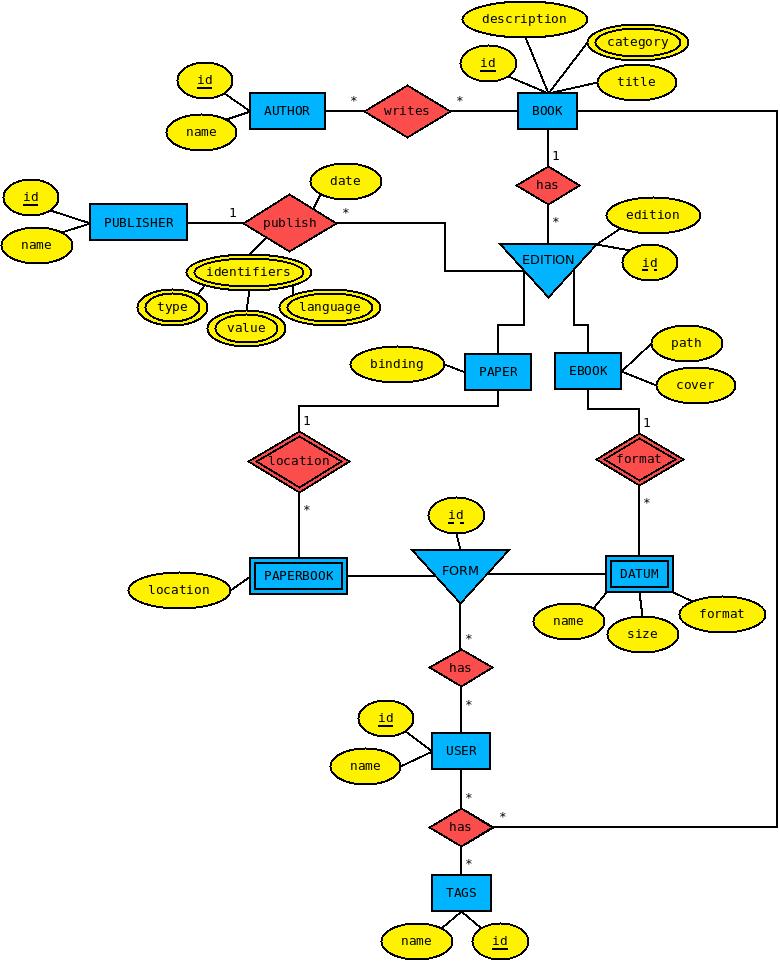 description
category
id
title
id
AUTHOR
*
writes
*
BOOK
name
1
has
date
id
PUBLISHER
1
publish
*
*
edition
name
EDITION
id
identifiers
type
language
value
path
binding
PAPER
EBOOK
cover
1
1
location
format
*
*
id
location
PAPERBOOK
FORM
DATUM
name
size
format
*
has
*
id
USER
name
*
has
*
*
TAGS
name
id